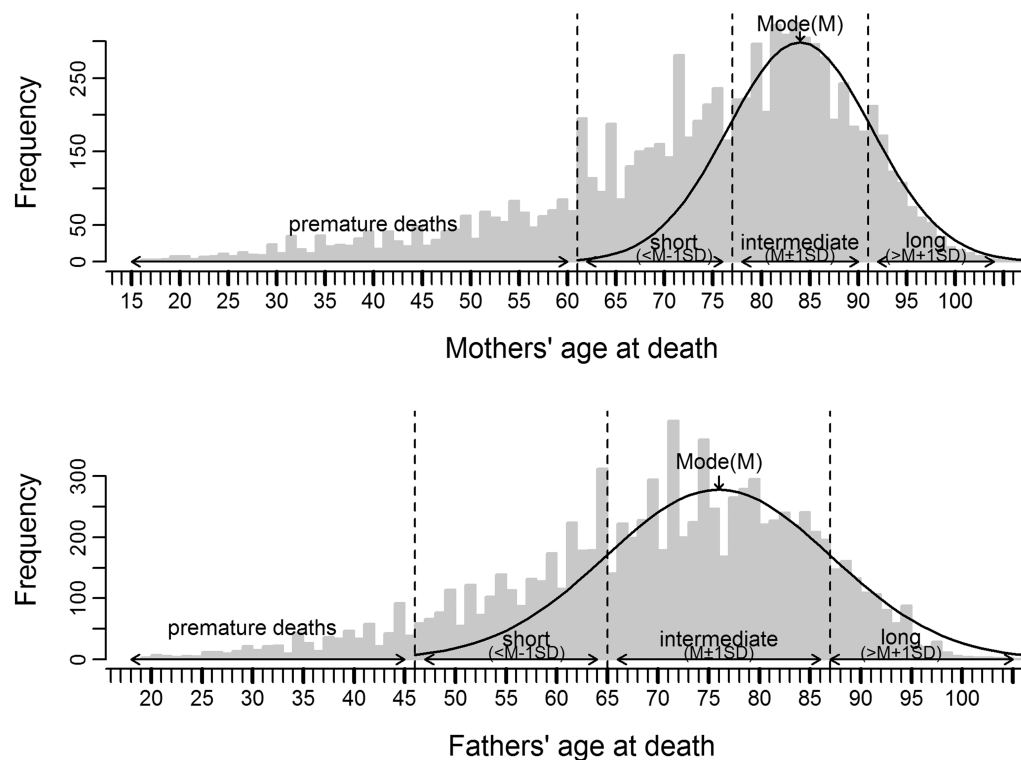 Mode(M)
Frequency
250
150
50
0
premature deaths
short
(<M-1SD)
intermediate
(M±1SD)
long
(>M+1SD)
15 20 25 30 35 40 45 50 55 60 65 70 75 80 85 90 95 100
Mothers' age at death
Mode(M)
Frequency
300
200
100
0
premature deaths
short
(<M-1SD)
intermediate
(M±1SD)
long
(>M+1SD)
20 25 30 35 40 45 50 55 60 65 70 75 80 85 90 95 100
Fathers' age at death